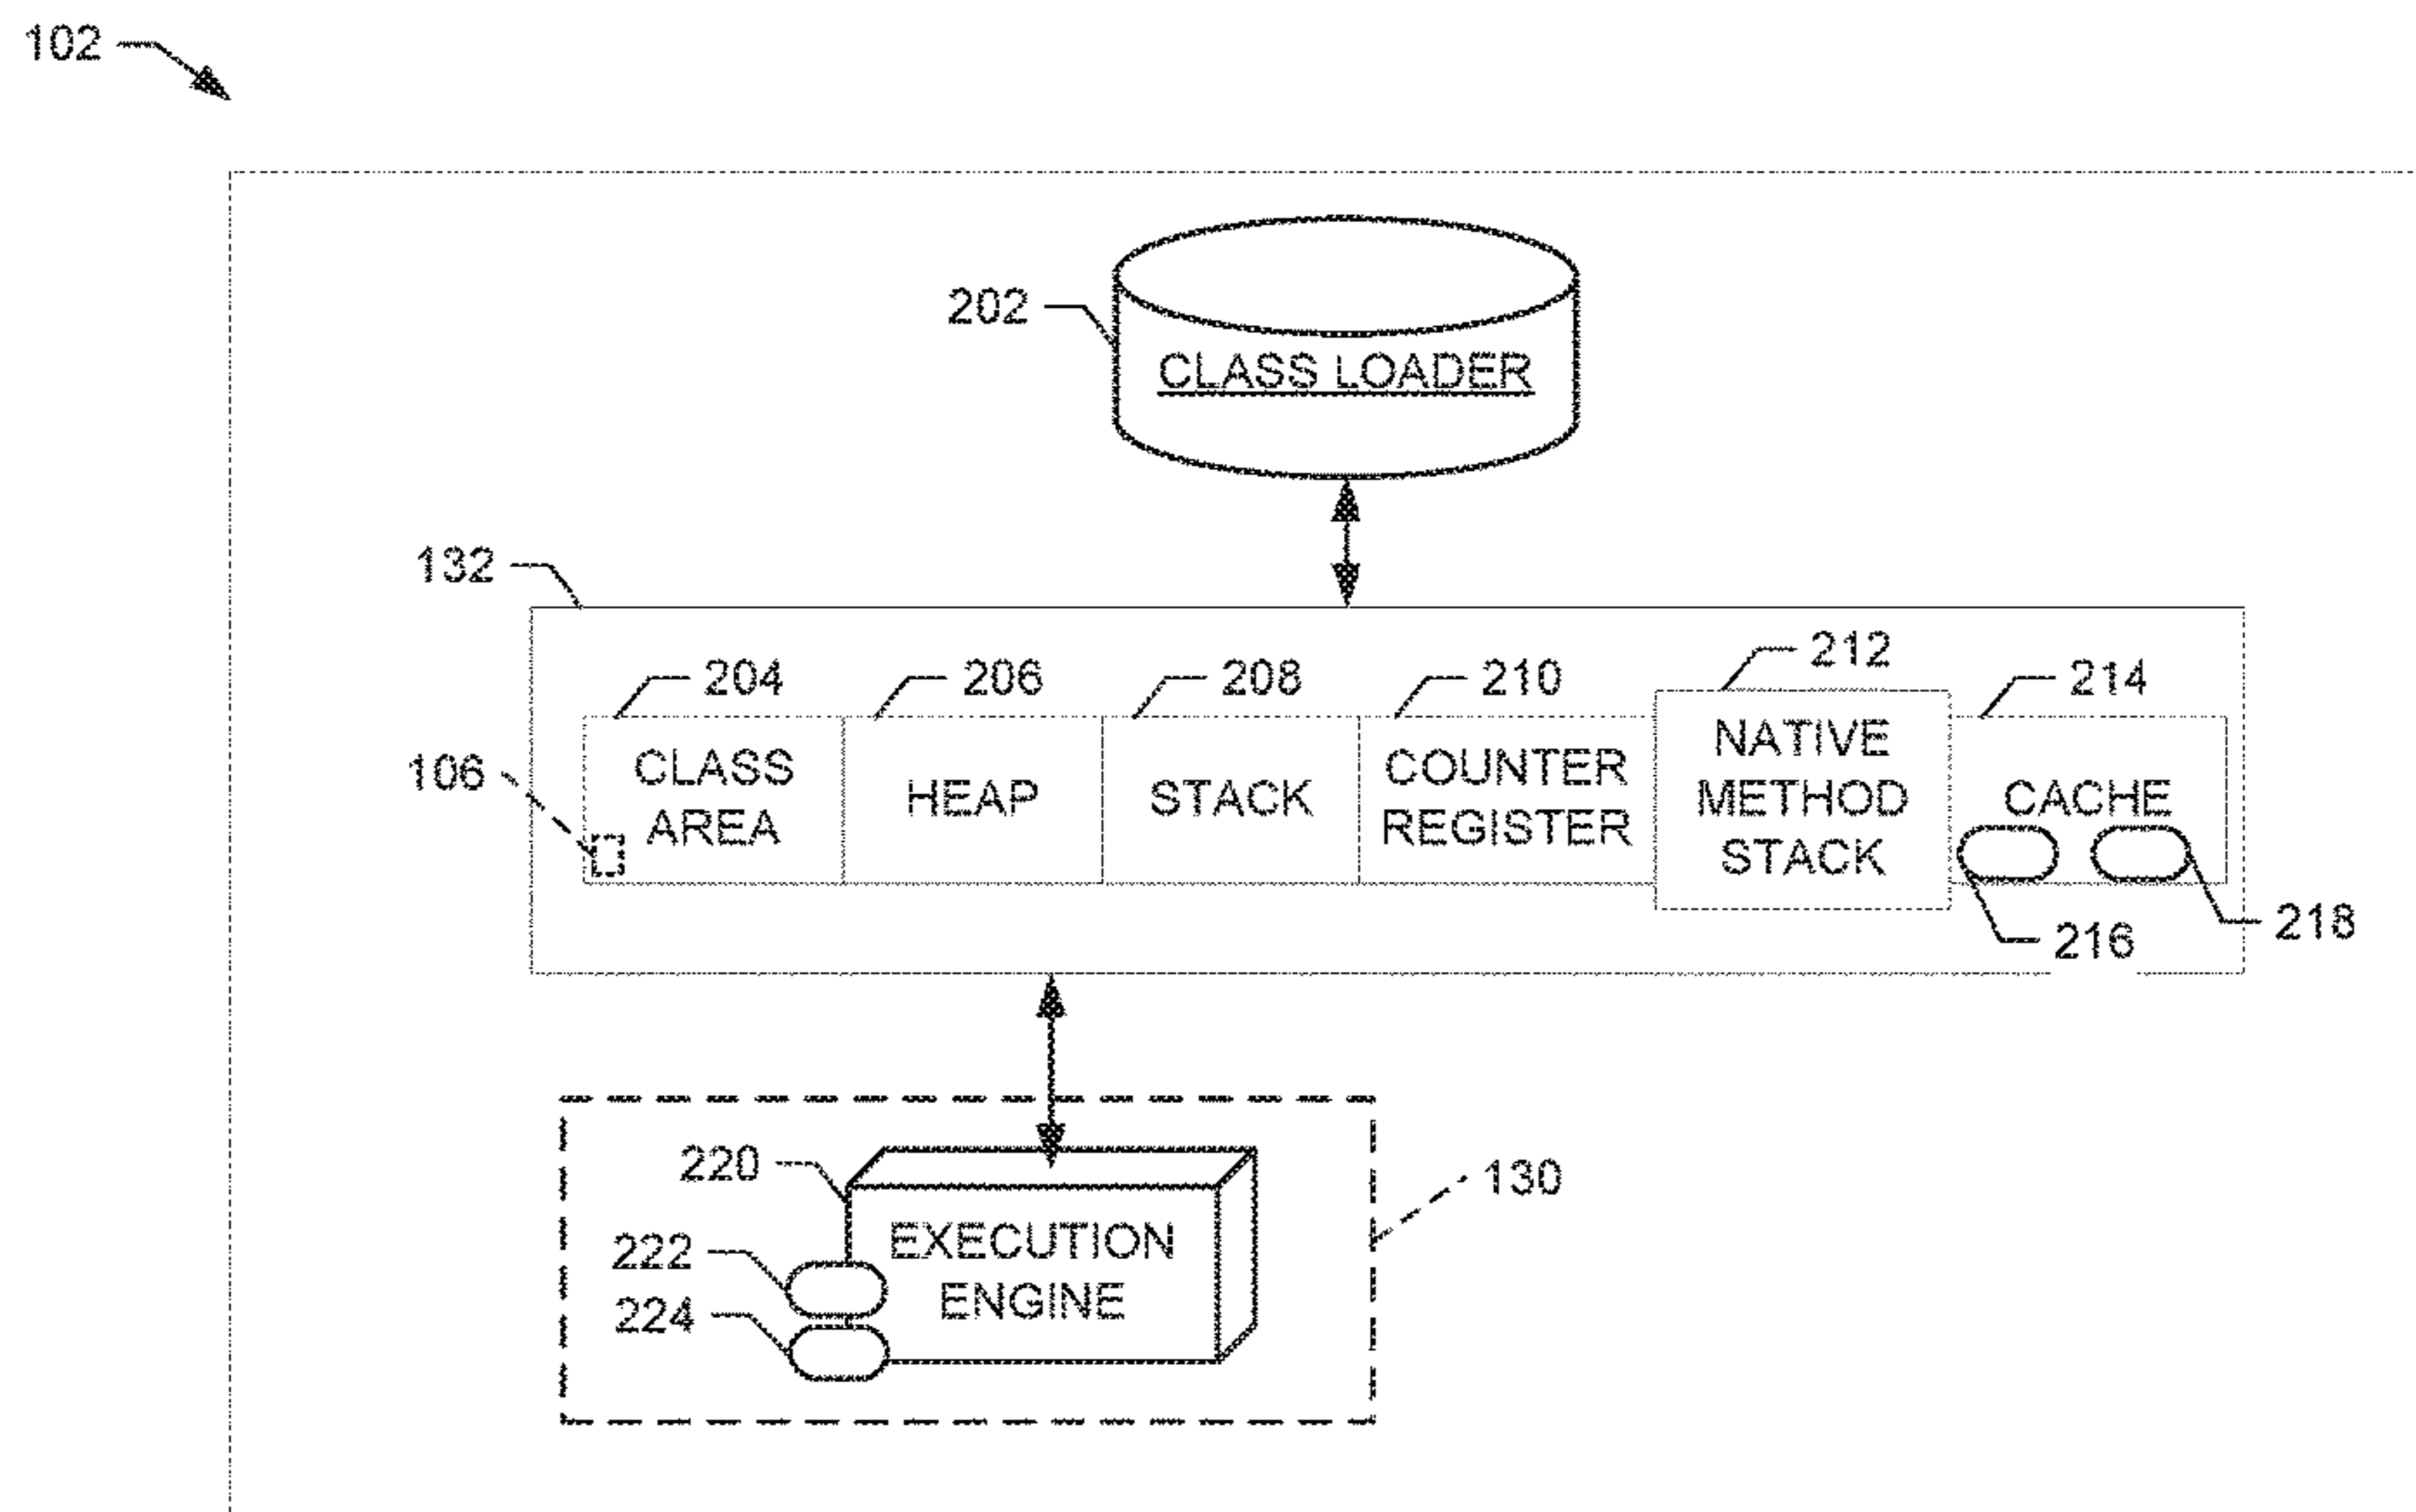 102
202
CLASS LOADER
132
204
206
208
210
212
214
106
CLASS
AREA
HEAP
STACK
COUNTER
REGISTER
NATIVE
METHOD
STACK
CACHE
216
218
220
EXECUTION
ENGINE
222
224
130